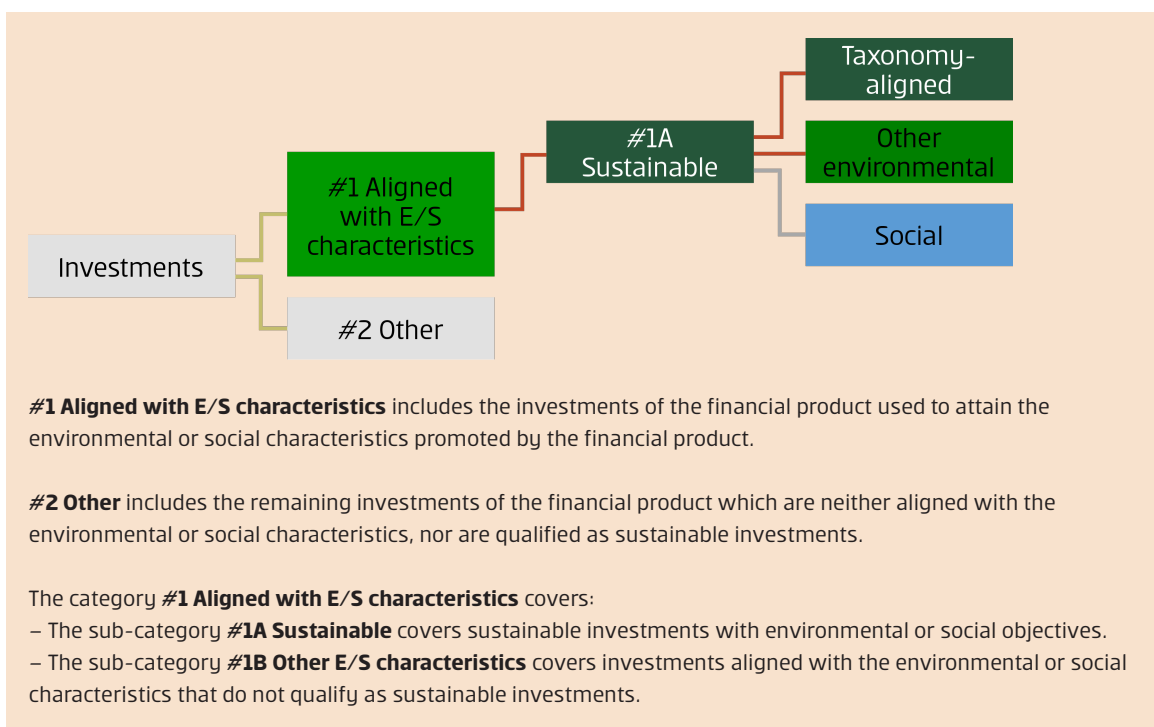 Taxonomy-
aligned
#1A
Sustainable
Other
environmental
#1 Aligned
with E/S
characteristics
Social
Investments
#2 Other
#1 Aligned with E/S characteristics includes the investments of the financial product used to attain the
environmental or social characteristics promoted by the financial product.
#2 Other includes the remaining investments of the financial product which are neither aligned with the
environmental or social characteristics, nor are qualified as sustainable investments.
The category #1 Aligned with E/S characteristics covers:
– The sub-category #1A Sustainable covers sustainable investments with environmental or social objectives.
– The sub-category #1B Other E/S characteristics covers investments aligned with the environmental or social
characteristics that do not qualify as sustainable investments.